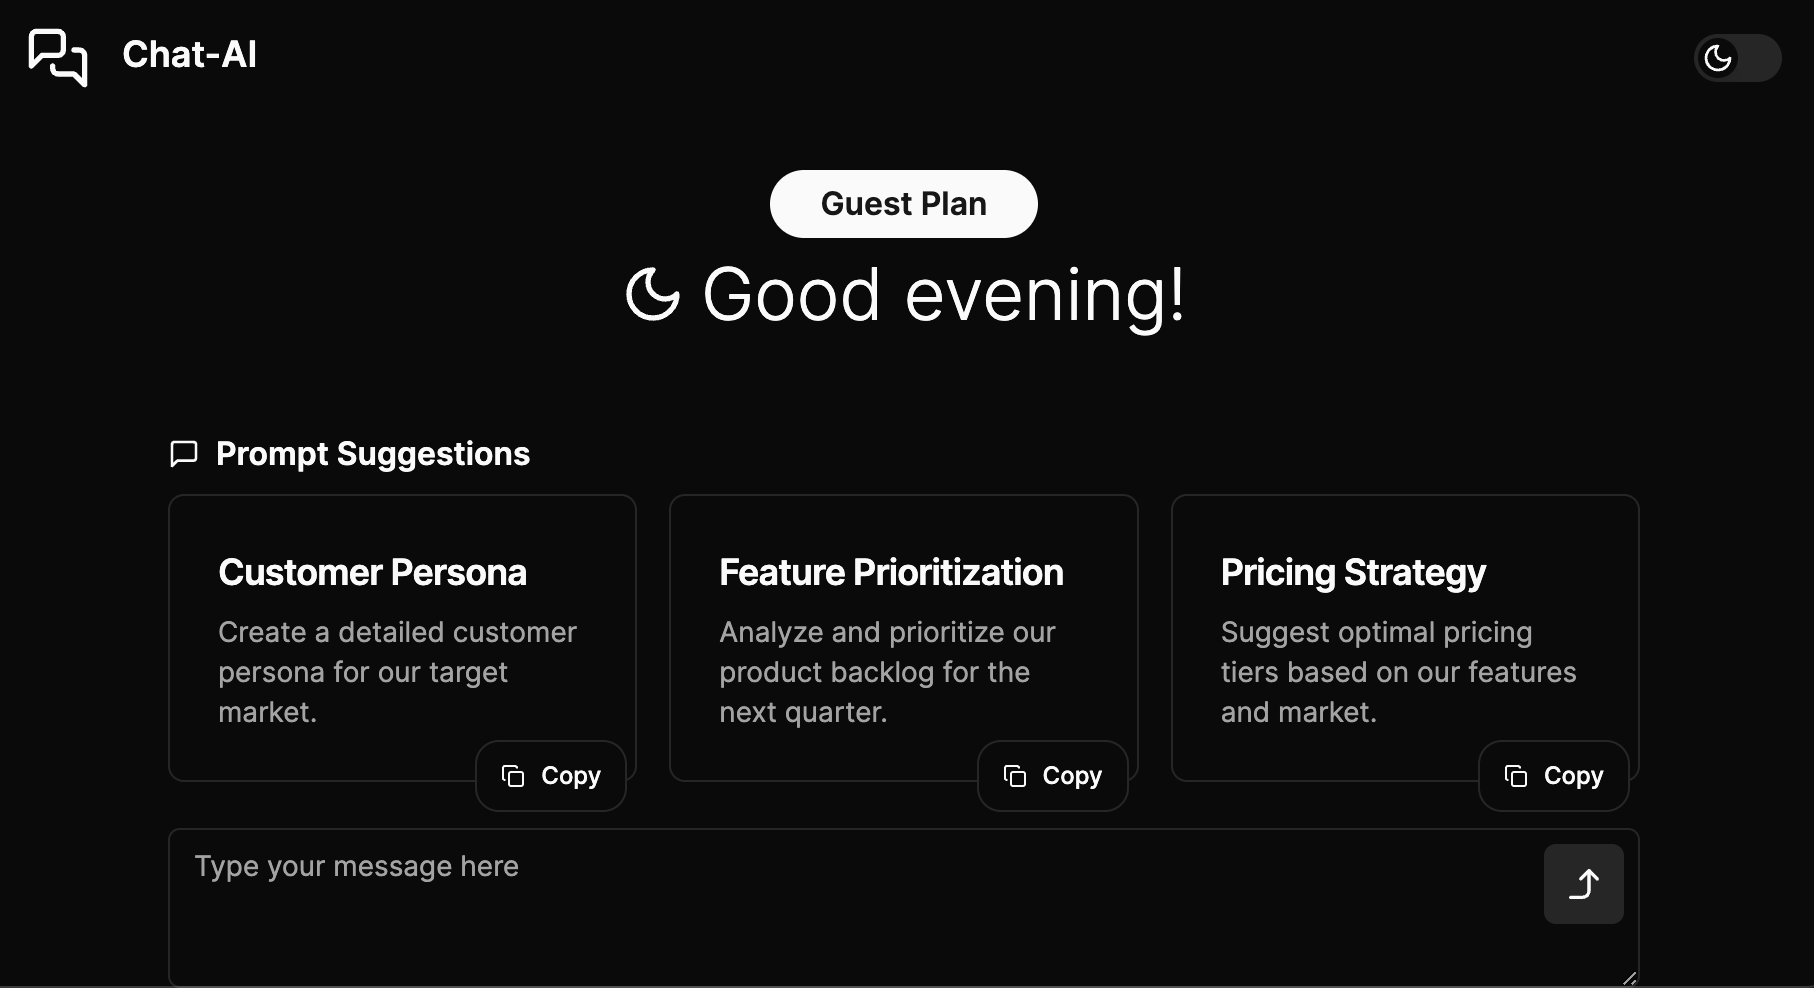 Chat-AI
Guest Plan
Good evening!
Prompt Suggestions
Customer Persona
Create a detailed customer
persona for our target
market.
Copy
Feature Prioritization
Analyze and prioritize our
product backlog for the
next quarter.
Copy
Pricing Strategy
Suggest optimal pricing
tiers based on our features
and market.
Copy
Type your message here